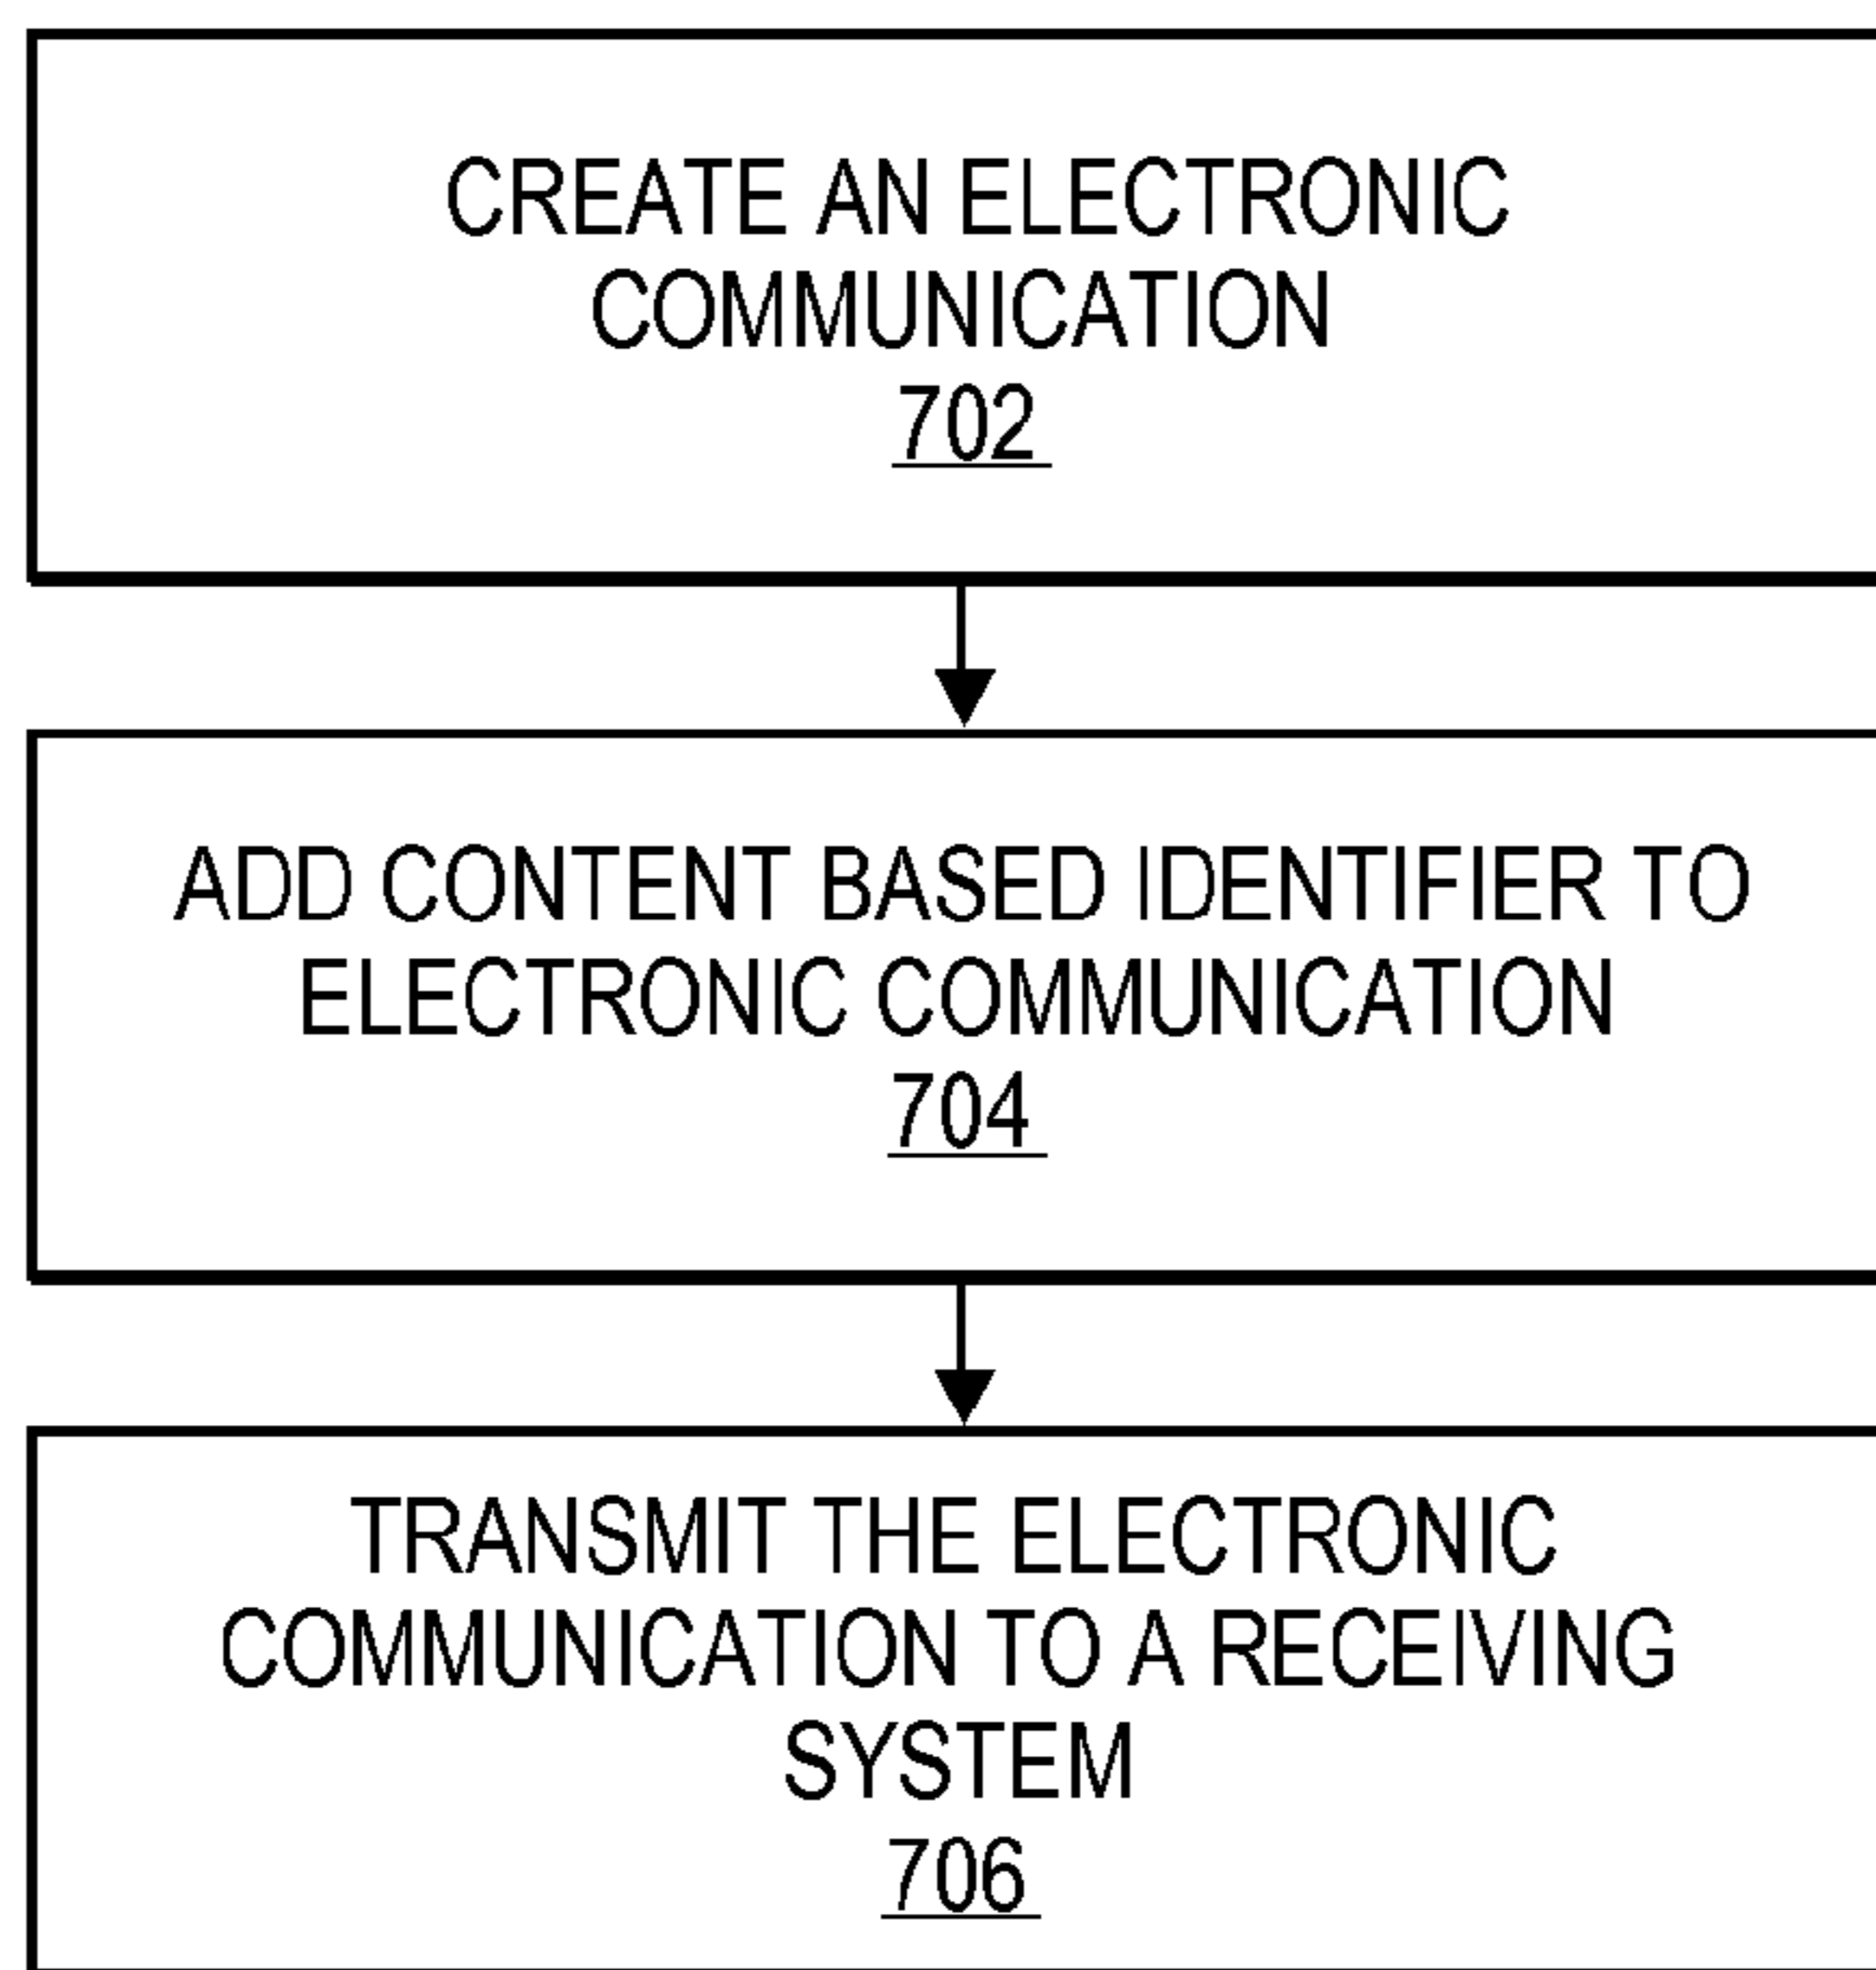 CREATE AN ELECTRONIC
COMMUNICATION
702
ADD CONTENT BASED IDENTIFIER TO
ELECTRONIC COMMUNICATION
704
TRANSMIT THE ELECTRONIC
COMMUNICATION TO A RECEIVING
SYSTEM
706